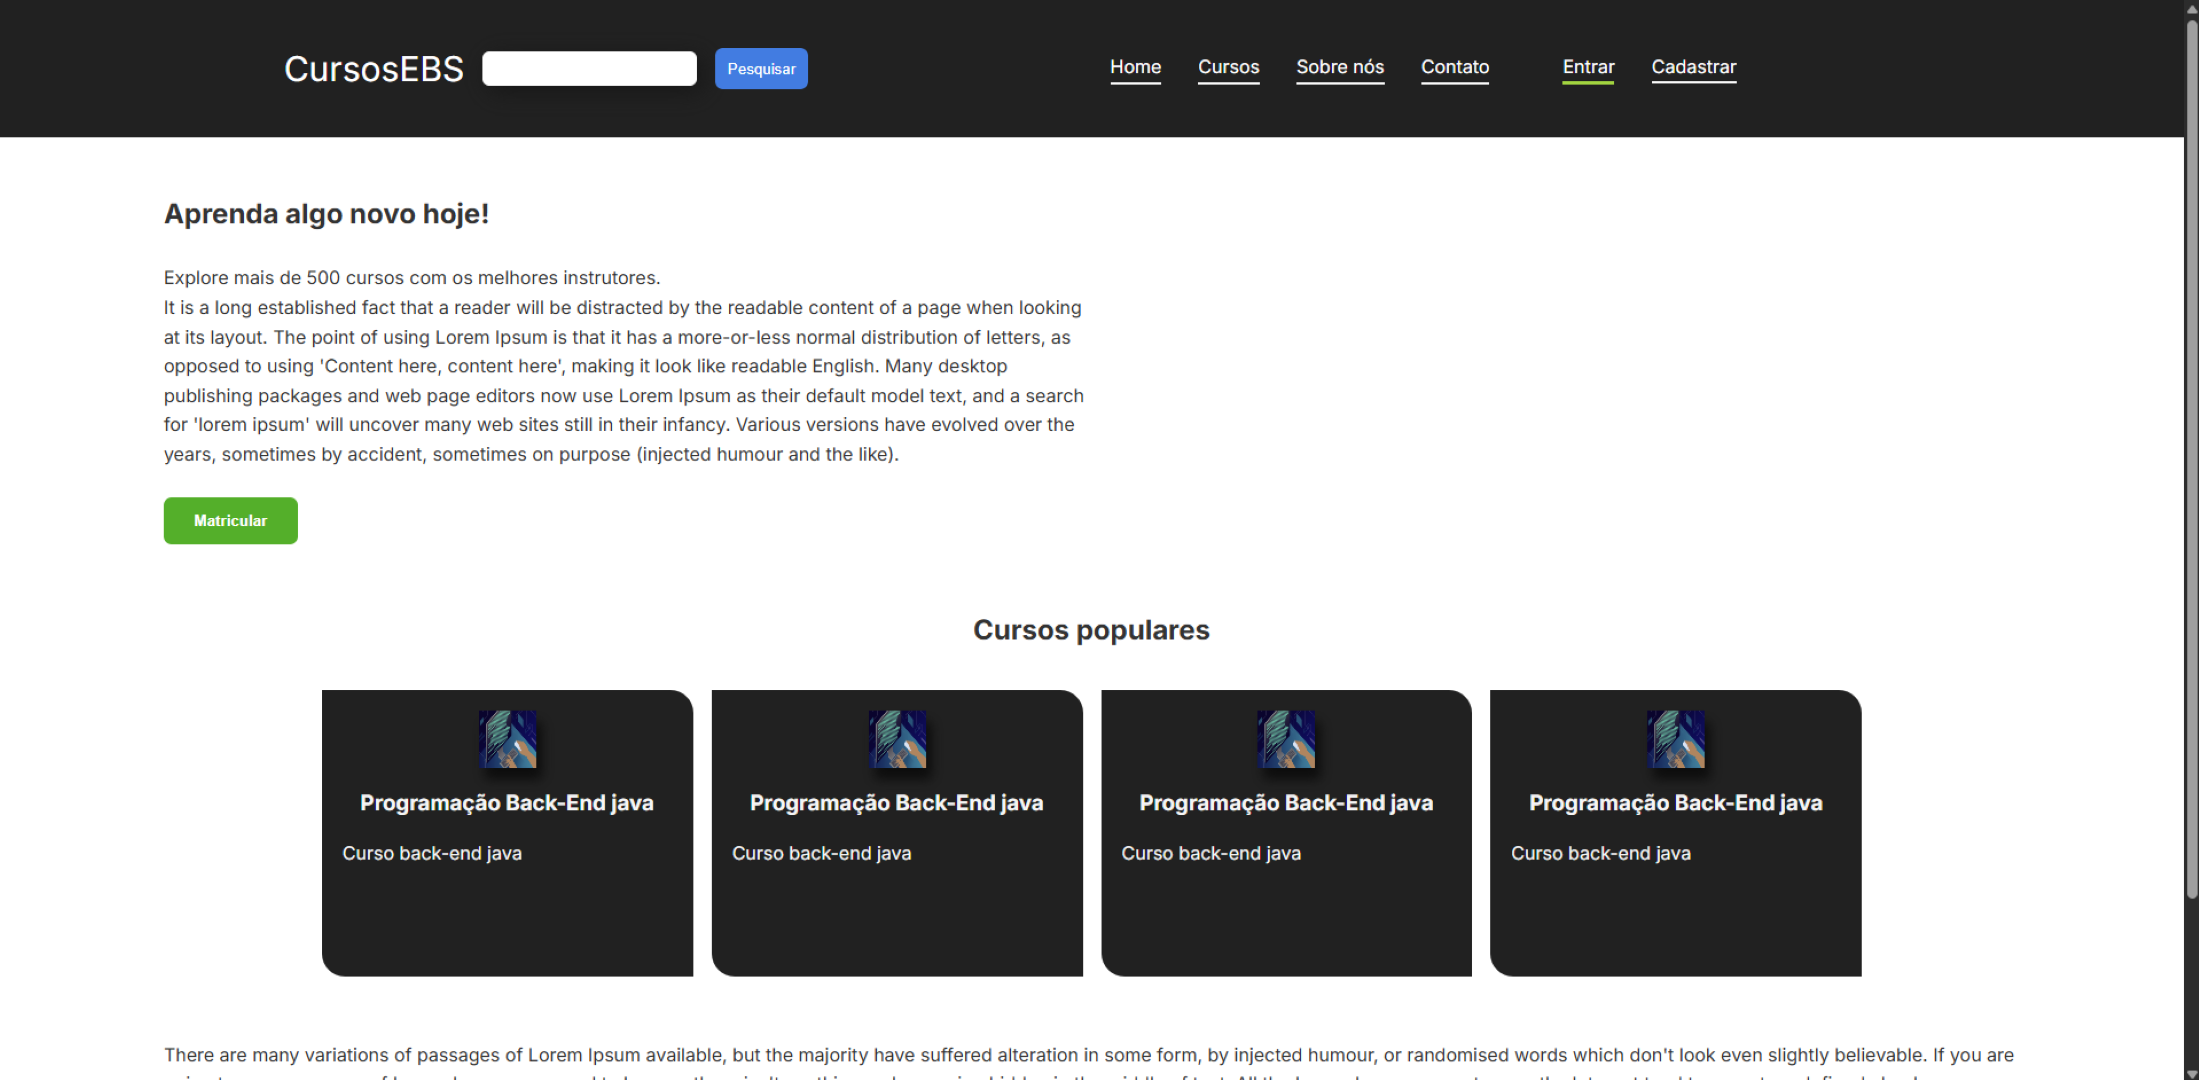 CursosEBS
Pesquisar
Home Cursos Sobre nós Contato Entrar Cadastrar
Aprenda algo novo hoje!
Explore mais de 500 cursos com os melhores instrutores.
It is a long established fact that a reader will be distracted by the readable content of a page when looking
at its layout. The point of using Lorem Ipsum is that it has a more-or-less normal distribution of letters, as
opposed to using 'Content here, content here', making it look like readable English. Many desktop
publishing packages and web page editors now use Lorem Ipsum as their default model text, and a search
for 'lorem ipsum' will uncover many web sites still in their infancy. Various versions have evolved over the
years, sometimes by accident, sometimes on purpose (injected humour and the like).
Matricular
Cursos populares
Programação Back-End java
Curso back-end java
Programação Back-End java
Curso back-end java
Programação Back-End java
Curso back-end java
Programação Back-End java
Curso back-end java
There are many variations of passages of Lorem Ipsum available, but the majority have suffered alteration in some form, by injected humour, or randomised words which don't look even slightly believable. If you are